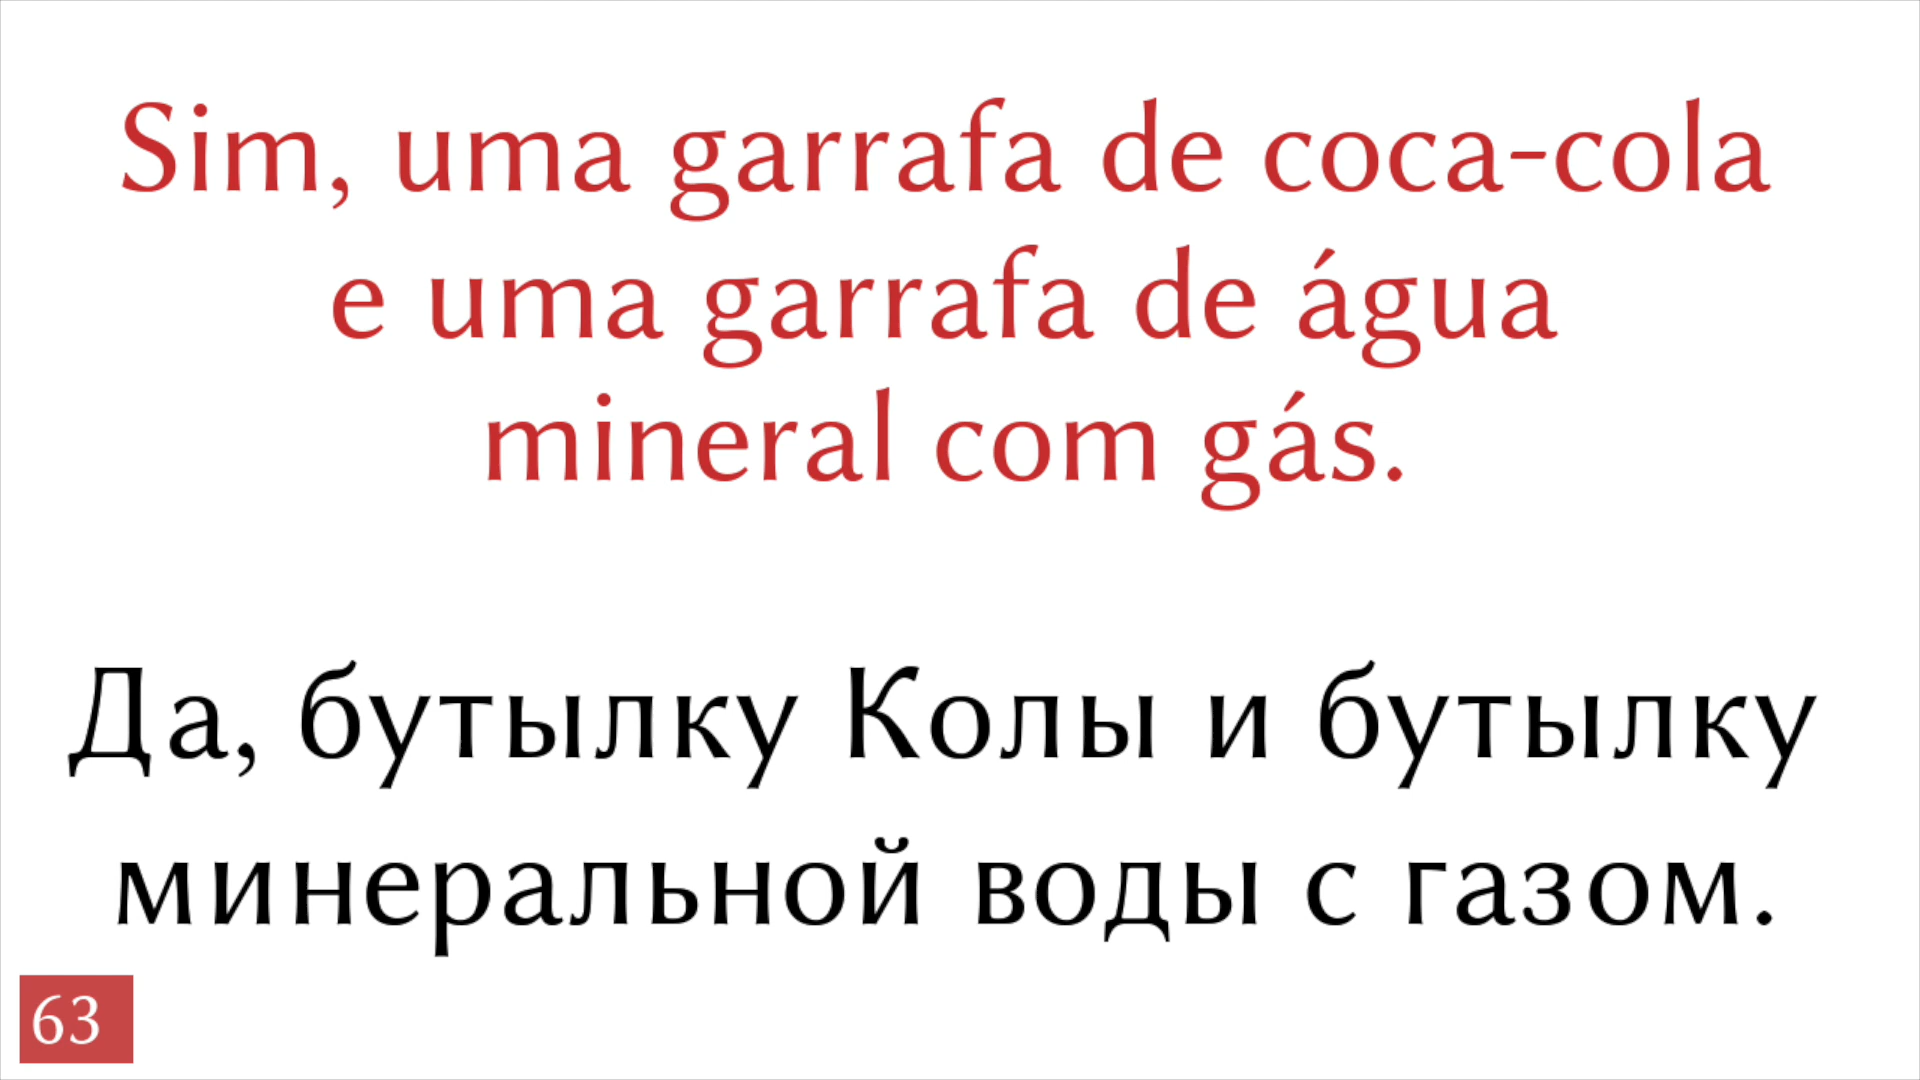 Sim, uma garrafa de coca-cola
e uma garrafa de água
mineral com gás.
Да, бутылку Колы и бутылку
минеральной воды с газом.
63